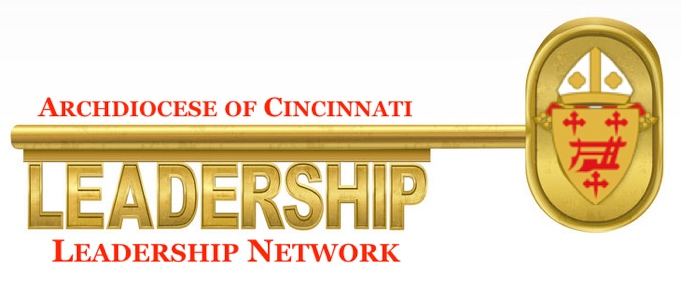 ARCHDIOCESE OF CINCINNATI
LEADERSHIP
LEADERSHIP NETWORK